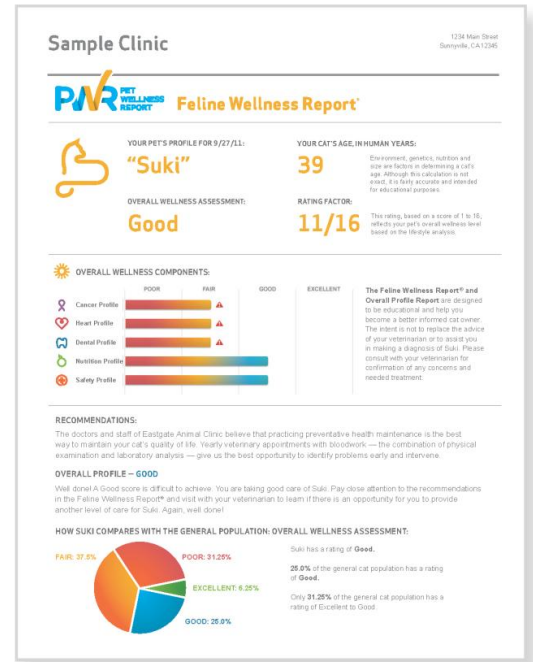 Sample Clinic
1234 Main Street
Sunnyville, CA 12345
PWR PET
WELLNESS
REPORT
Feline Wellness Report
YOUR PET'S PROFILE FOR 9/27/11:
"Suki"
OVERALL WELLNESS ASSESSMENT:
Good
YOUR CAT'S AGE, IN HUMAN YEARS:
39
Environment, genetics, nutrition and
size are factors in determining a cat's
age. Although this calculation is not
exact, it is fairly accurate and intended
for educational purposes.
RATING FACTOR:
11/16
This rating, based on a score of 1 to 16,
reflects your pet's overall wellness level
based on the lifestyle analysis.
OVERALL WELLNESS COMPONENTS:
POOR FAIR GOOD EXCELLENT
Cancer Profile
Heart Profile
Dental Profile
Nutrition Profile
Safety Profile
The Feline Wellness Report® and
Overall Profile Report are designed
to be educational and help you
become a better informed cat owner.
The intent is not to replace the advice
of your veterinarian or to assist you
in making a diagnosis of Suki. Please
consult with your veterinarian for
confirmation of any concerns and
needed treatment.
RECOMMENDATIONS:
The doctors and staff of Eastgate Animal Clinic believe that practicing preventative health maintenance is the best
way to maintain your cat's quality of life. Yearly veterinary appointments with bloodwork — the combination of physical
examination and laboratory analysis — give us the best opportunity to identify problems early and intervene.
OVERALL PROFILE – GOOD
Well done! A Good score is difficult to achieve. You are taking good care of Suki. Pay close attention to the recommendations
in the Feline Wellness Report® and visit with your veterinarian to learn if there is an opportunity for you to provide
another level of care for Suki. Again, well done!
HOW SUKI COMPARES WITH THE GENERAL POPULATION: OVERALL WELLNESS ASSESSMENT:
FAIR: 37.5%
POOR: 31.25%
EXCELLENT: 6.25%
GOOD: 25.0%
Suki has a rating of Good.
25.0% of the general cat population has a rating
of Good.
Only 31.25% of the general cat population has a
rating of Excellent to Good.